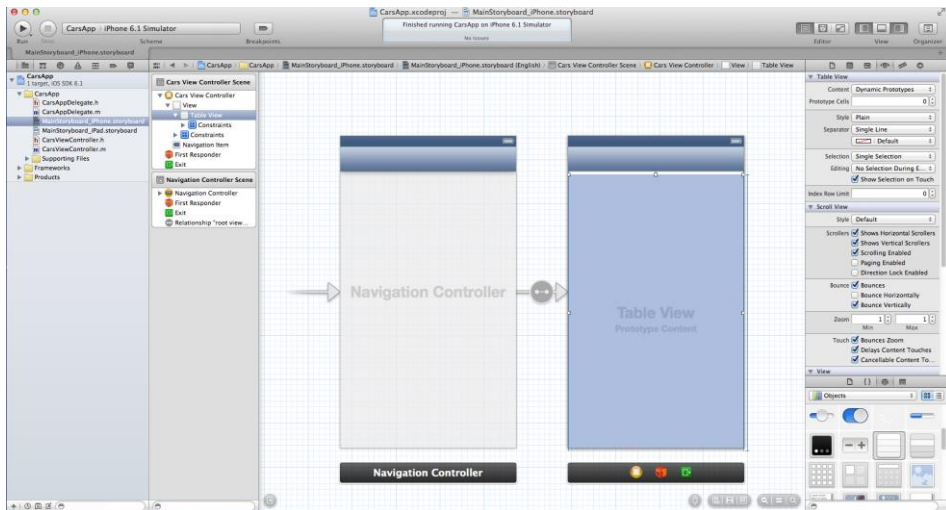 CarsApp.xcodeproj — MainStoryboard_iPhone.storyboard
CarsApp
iPhone 6.1 Simulator
Finished running CarsApp on iPhone 6.1 Simulator
No Issues
Run
Stop
Scheme
Breakpoints
Editor
View
Organizer
MainStoryboard_iPhone.storyboard
CarsApp
CarsApp
MainStoryboard_iPhone.storyboard
MainStoryboard_iPhone.storyboard (English)
Cars View Controller Scene
Cars View Controller
View
Table View
CarsApp
1 target, iOS SDK 6.1
CarsApp
CarsAppDelegate.h
CarsAppDelegate.m
MainStoryboard_iPhone.storyboard
MainStoryboard_iPad.storyboard
CarsViewController.h
CarsViewController.m
Supporting Files
Frameworks
Products
Cars View Controller Scene
Cars View Controller
View
Table View
Constraints
Constraints
Navigation Item
First Responder
Exit
Navigation Controller Scene
Navigation Controller
First Responder
Exit
Relationship "root view...
Navigation Controller
Navigation Controller
Table View
Prototype Content
Table View
Content Dynamic Prototypes
Prototype Cells 0
Style Plain
Separator Single Line
Default
Selection Single Selection
Editing No Selection During E...
Show Selection on Touch
Index Row Limit 0
Scroll View
Style Default
Scrollers Shows Horizontal Scrollers
Shows Vertical Scrollers
Scrolling Enabled
Paging Enabled
Direction Lock Enabled
Bounce Bounces
Bounce Horizontally
Bounce Vertically
Zoom 1 1
Min Max
Touch Bounces Zoom
Delays Content Touches
Cancellable Content To...
View
Objects